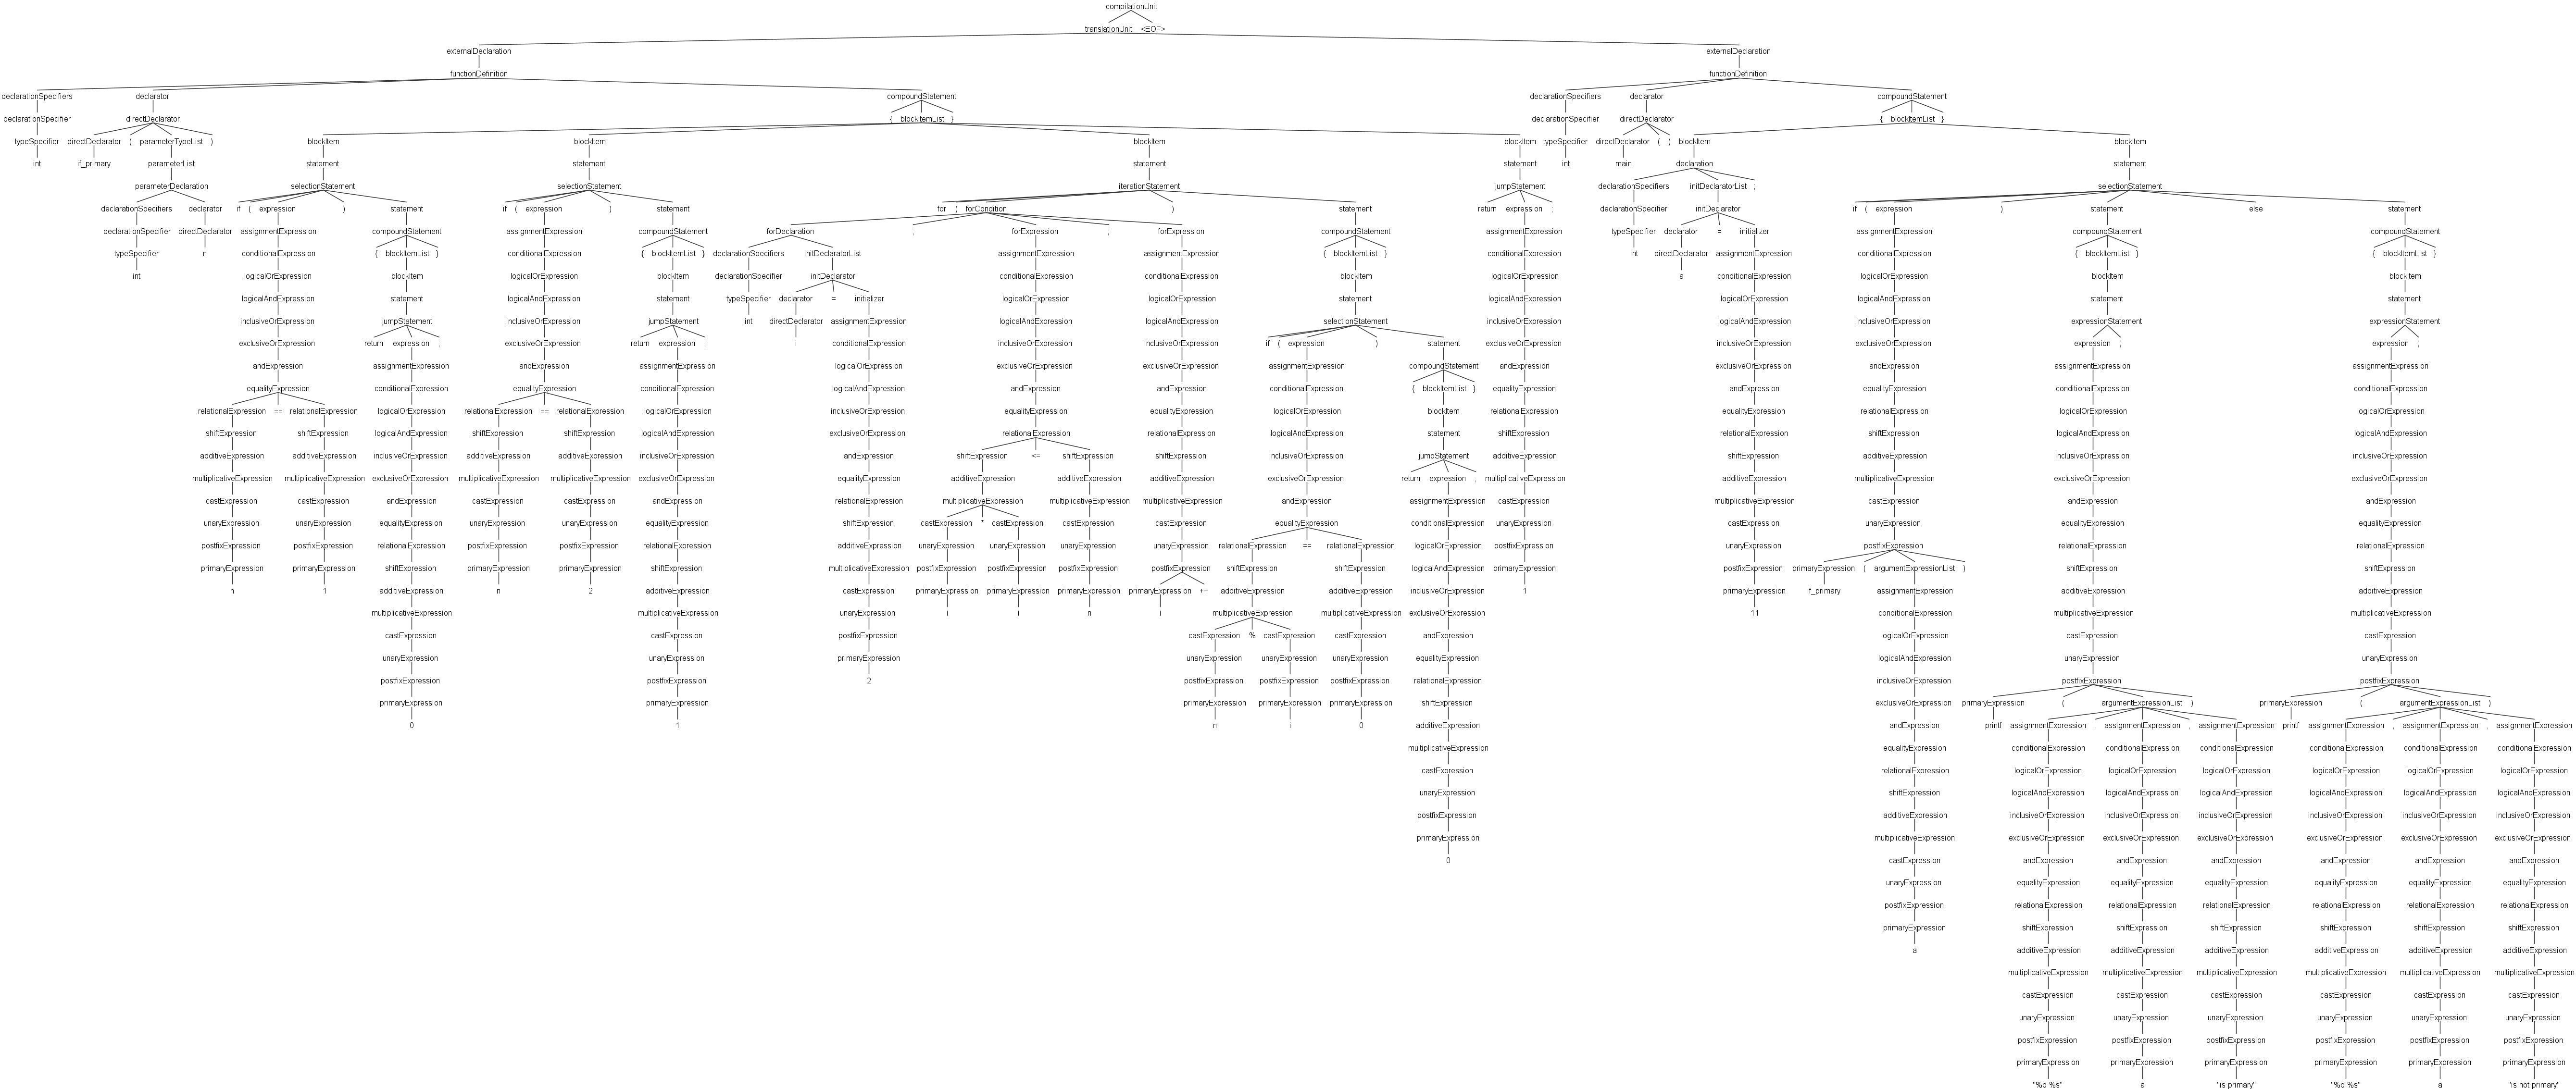 compilationUnit
translationUnit <EOF>
externalDeclaration externalDeclaration
functionDefinition functionDefinition
declarationSpecifiers declarator compoundStatement declarationSpecifiers declarator compoundStatement
declarationSpecifier directDeclarator { blockItemList } declarationSpecifier directDeclarator { blockItemList }
typeSpecifier directDeclarator ( parameterTypeList ) blockItem blockItem blockItem blockItem typeSpecifier directDeclarator ( ) blockItem blockItem
int if_primary parameterList statement statement statement statement int main declaration statement
parameterDeclaration selectionStatement selectionStatement iterationStatement jumpStatement declarationSpecifiers initDeclaratorList ; selectionStatement
declarationSpecifiers declarator if ( expression ) statement if ( expression ) statement for ( forCondition ) statement return expression ; declarationSpecifier initDeclarator if ( expression ) statement else statement
declarationSpecifier directDeclarator assignmentExpression compoundStatement assignmentExpression compoundStatement forDeclaration ; forExpression ; forExpression compoundStatement assignmentExpression typeSpecifier declarator = initializer assignmentExpression compoundStatement compoundStatement
typeSpecifier n conditionalExpression { blockItemList } conditionalExpression { blockItemList } declarationSpecifiers initDeclaratorList assignmentExpression assignmentExpression { blockItemList } conditionalExpression int directDeclarator assignmentExpression conditionalExpression { blockItemList } { blockItemList }
int logicalOrExpression blockItem logicalOrExpression blockItem declarationSpecifier initDeclarator conditionalExpression conditionalExpression blockItem logicalOrExpression a conditionalExpression logicalOrExpression blockItem blockItem
logicalAndExpression statement logicalAndExpression statement typeSpecifier declarator = initializer logicalOrExpression logicalOrExpression statement logicalAndExpression logicalOrExpression logicalAndExpression statement statement
inclusiveOrExpression jumpStatement inclusiveOrExpression jumpStatement int directDeclarator assignmentExpression logicalAndExpression logicalAndExpression selectionStatement inclusiveOrExpression logicalAndExpression inclusiveOrExpression expressionStatement expressionStatement
exclusiveOrExpression return expression ; exclusiveOrExpression return expression ; i conditionalExpression inclusiveOrExpression inclusiveOrExpression if ( expression ) statement exclusiveOrExpression inclusiveOrExpression exclusiveOrExpression expression ; expression ;
andExpression assignmentExpression andExpression assignmentExpression logicalOrExpression exclusiveOrExpression exclusiveOrExpression assignmentExpression compoundStatement andExpression exclusiveOrExpression andExpression assignmentExpression assignmentExpression
equalityExpression conditionalExpression equalityExpression conditionalExpression logicalAndExpression andExpression andExpression conditionalExpression { blockItemList } equalityExpression andExpression equalityExpression conditionalExpression conditionalExpression
relationalExpression == relationalExpression logicalOrExpression relationalExpression == relationalExpression logicalOrExpression inclusiveOrExpression equalityExpression equalityExpression logicalOrExpression blockItem relationalExpression equalityExpression relationalExpression logicalOrExpression logicalOrExpression
shiftExpression shiftExpression logicalAndExpression shiftExpression shiftExpression logicalAndExpression exclusiveOrExpression relationalExpression relationalExpression logicalAndExpression statement shiftExpression relationalExpression shiftExpression logicalAndExpression logicalAndExpression
additiveExpression additiveExpression inclusiveOrExpression additiveExpression additiveExpression inclusiveOrExpression andExpression shiftExpression <= shiftExpression shiftExpression inclusiveOrExpression jumpStatement additiveExpression shiftExpression additiveExpression inclusiveOrExpression inclusiveOrExpression
multiplicativeExpression multiplicativeExpression exclusiveOrExpression multiplicativeExpression multiplicativeExpression exclusiveOrExpression equalityExpression additiveExpression additiveExpression additiveExpression exclusiveOrExpression return expression ; multiplicativeExpression additiveExpression multiplicativeExpression exclusiveOrExpression exclusiveOrExpression
castExpression castExpression andExpression castExpression castExpression andExpression relationalExpression multiplicativeExpression multiplicativeExpression multiplicativeExpression andExpression assignmentExpression castExpression multiplicativeExpression castExpression andExpression andExpression
unaryExpression unaryExpression equalityExpression unaryExpression unaryExpression equalityExpression shiftExpression castExpression * castExpression castExpression castExpression equalityExpression conditionalExpression unaryExpression castExpression unaryExpression equalityExpression equalityExpression
postfixExpression postfixExpression relationalExpression postfixExpression postfixExpression relationalExpression additiveExpression unaryExpression unaryExpression unaryExpression unaryExpression relationalExpression == relationalExpression logicalOrExpression postfixExpression unaryExpression postfixExpression relationalExpression relationalExpression
primaryExpression primaryExpression shiftExpression primaryExpression primaryExpression shiftExpression multiplicativeExpression postfixExpression postfixExpression postfixExpression postfixExpression shiftExpression shiftExpression logicalAndExpression primaryExpression postfixExpression primaryExpression ( argumentExpressionList ) shiftExpression shiftExpression
n 1 additiveExpression n 2 additiveExpression castExpression primaryExpression primaryExpression primaryExpression primaryExpression ++ additiveExpression additiveExpression inclusiveOrExpression 1 primaryExpression if_primary assignmentExpression additiveExpression additiveExpression
multiplicativeExpression multiplicativeExpression unaryExpression i i n i multiplicativeExpression multiplicativeExpression exclusiveOrExpression 11 conditionalExpression multiplicativeExpression multiplicativeExpression
castExpression castExpression postfixExpression castExpression % castExpression castExpression andExpression logicalOrExpression castExpression castExpression
unaryExpression unaryExpression primaryExpression unaryExpression unaryExpression unaryExpression equalityExpression logicalAndExpression unaryExpression unaryExpression
postfixExpression postfixExpression 2 postfixExpression postfixExpression postfixExpression relationalExpression inclusiveOrExpression postfixExpression postfixExpression
primaryExpression primaryExpression primaryExpression primaryExpression primaryExpression shiftExpression exclusiveOrExpression primaryExpression ( argumentExpressionList ) primaryExpression ( argumentExpressionList )
0 1 n i 0 additiveExpression andExpression printf assignmentExpression , assignmentExpression , assignmentExpression printf assignmentExpression , assignmentExpression , assignmentExpression
multiplicativeExpression equalityExpression conditionalExpression conditionalExpression conditionalExpression conditionalExpression conditionalExpression conditionalExpression
castExpression relationalExpression logicalOrExpression logicalOrExpression logicalOrExpression logicalOrExpression logicalOrExpression logicalOrExpression
unaryExpression shiftExpression logicalAndExpression logicalAndExpression logicalAndExpression logicalAndExpression logicalAndExpression logicalAndExpression
postfixExpression additiveExpression inclusiveOrExpression inclusiveOrExpression inclusiveOrExpression inclusiveOrExpression inclusiveOrExpression inclusiveOrExpression
primaryExpression multiplicativeExpression exclusiveOrExpression exclusiveOrExpression exclusiveOrExpression exclusiveOrExpression exclusiveOrExpression exclusiveOrExpression
0 castExpression andExpression andExpression andExpression andExpression andExpression andExpression
unaryExpression equalityExpression equalityExpression equalityExpression equalityExpression equalityExpression equalityExpression
postfixExpression relationalExpression relationalExpression relationalExpression relationalExpression relationalExpression relationalExpression
primaryExpression shiftExpression shiftExpression shiftExpression shiftExpression shiftExpression shiftExpression
a additiveExpression additiveExpression additiveExpression additiveExpression additiveExpression additiveExpression
multiplicativeExpression multiplicativeExpression multiplicativeExpression multiplicativeExpression multiplicativeExpression multiplicativeExpression
castExpression castExpression castExpression castExpression castExpression castExpression
unaryExpression unaryExpression unaryExpression unaryExpression unaryExpression unaryExpression
postfixExpression postfixExpression postfixExpression postfixExpression postfixExpression postfixExpression
primaryExpression primaryExpression primaryExpression primaryExpression primaryExpression primaryExpression
"%d %s" a "is primary" "%d %s" a "is not primary"